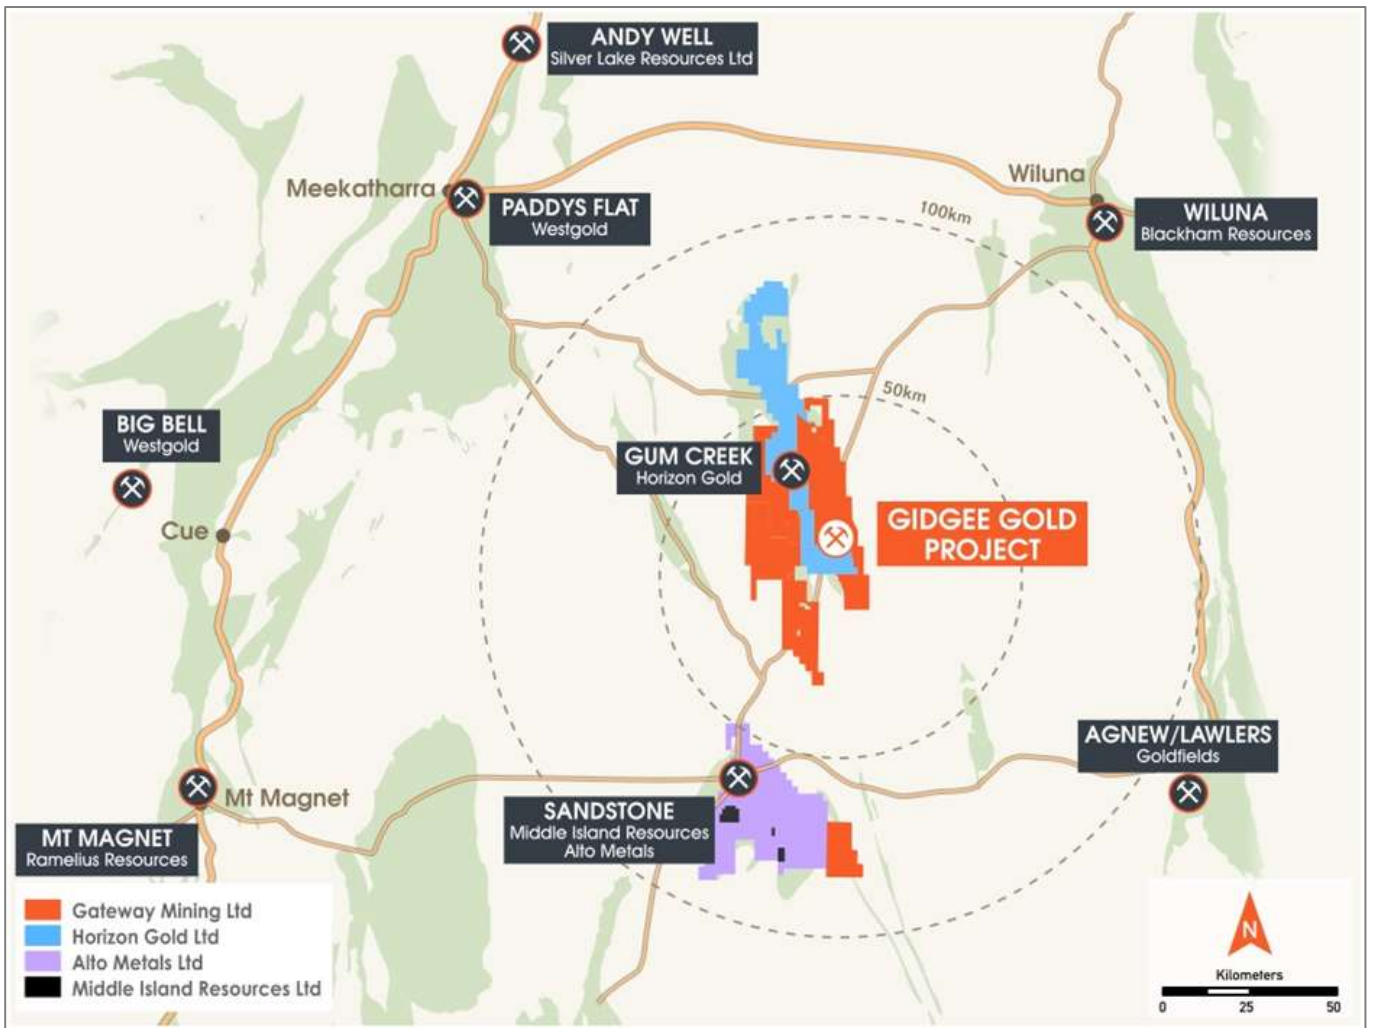 ANDY WELL
Silver Lake Resources Ltd
Meekatharra
PADDYS FLAT
Westgold
Wiluna
WILUNA
Blackham Resources
100km
50km
BIG BELL
Westgold
GUM CREEK
Horizon Gold
Cue
GIDGEE GOLD
PROJECT
AGNEW/LAWLERS
Goldfields
Mt Magnet
MT MAGNET
Ramelius Resources
SANDSTONE
Middle Island Resources
Alto Metals
Gateway Mining Ltd
Horizon Gold Ltd
Alto Metals Ltd
Middle Island Resources Ltd
N
Kilometers
0 25 50